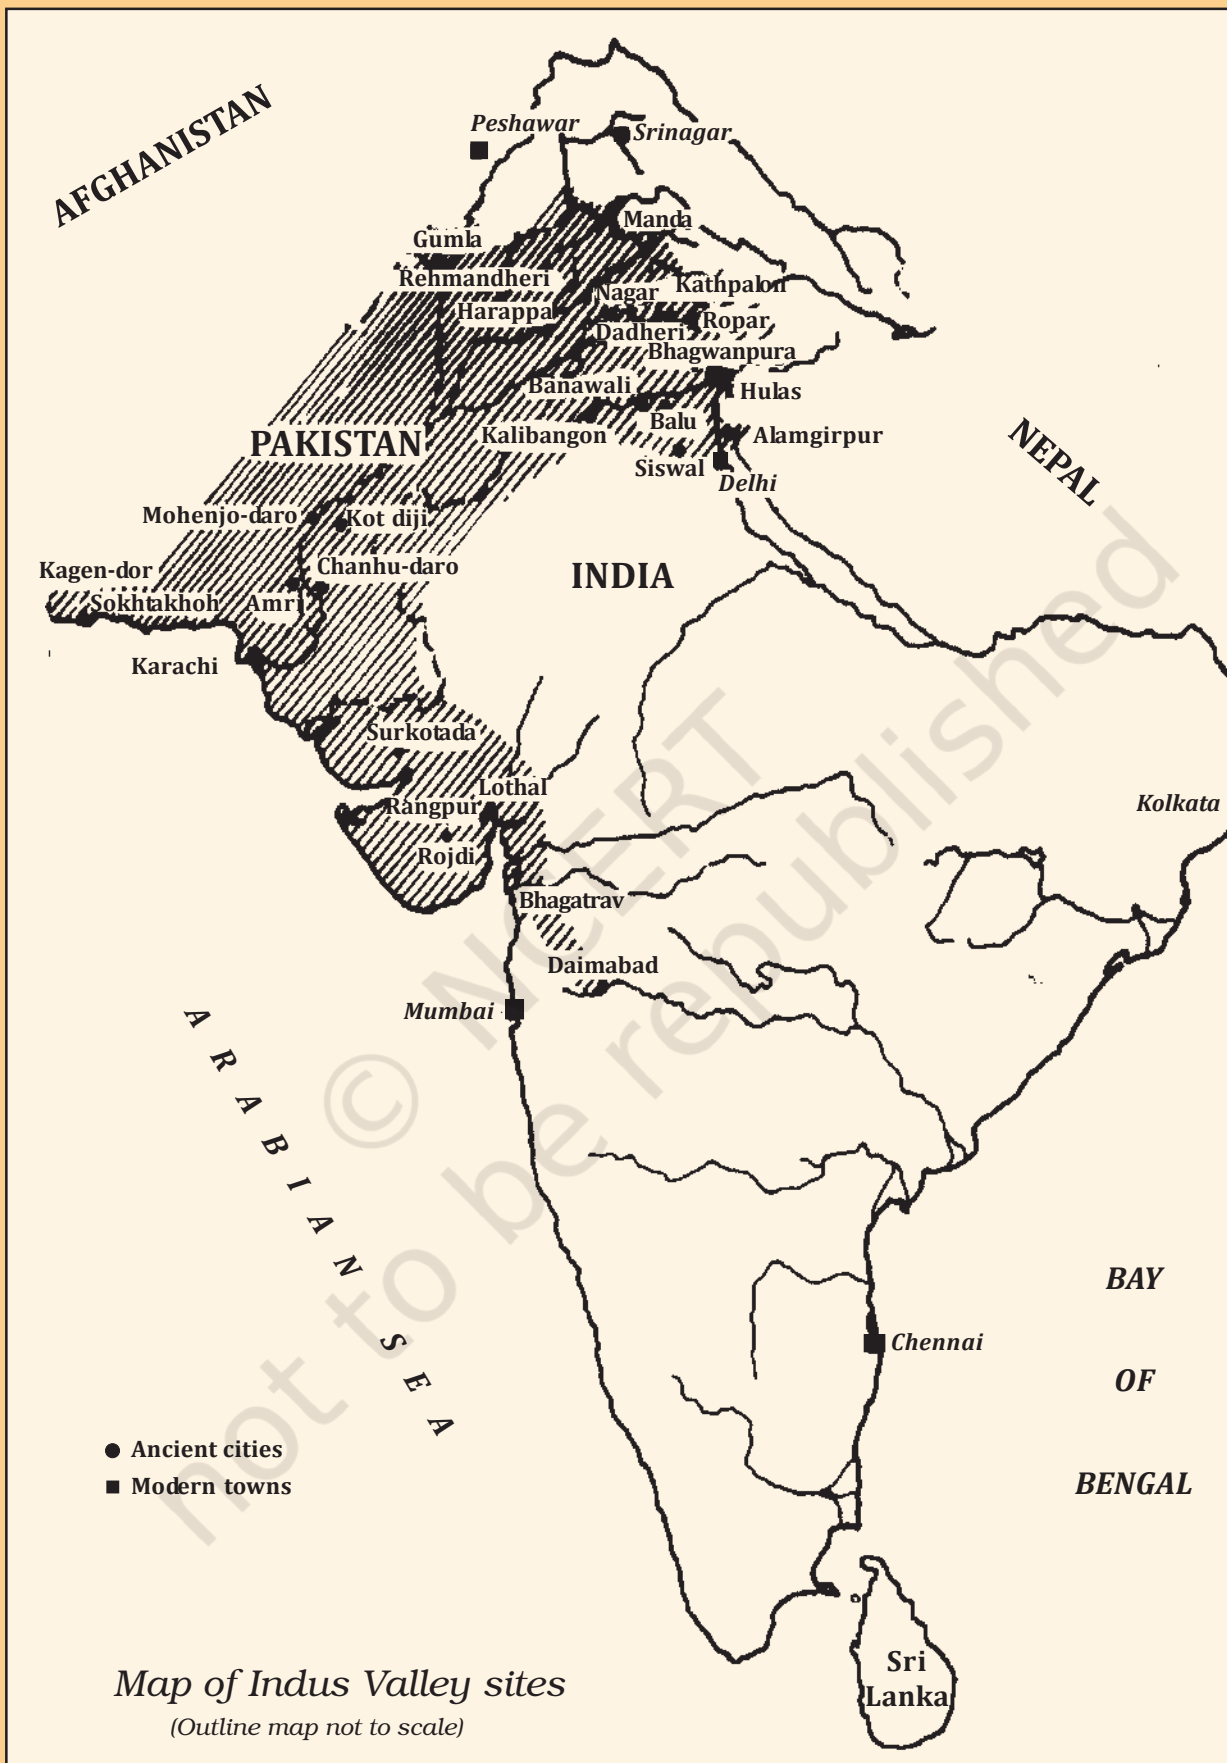 AFGHANISTAN
Peshawar
Srinagar
Manda
Gumla
Rehmandheri
Kathpalon
Nagar
Harappa
Ropar
Dadheri
Bhagwanpura
Banawali
Hulas
Balu
Kalibangon
Alamgirpur
PAKISTAN
NEPAL
Siswal
Delhi
Mohenjo-daro
Kot diji
Kagen-dor
Chanhu-daro
INDIA
Sokhtakhoh
Amri
Karachi
Surkotada
Lothal
Rangpur
Kolkata
Rojdi
Bhagatrav
Daimabad
Mumbai
ARABIAN SEA
BAY
OF
BENGAL
Chennai
Ancient cities
Modern towns
Sri
Lanka
Map of Indus Valley sites
(Outline map not to scale)
© NCERT
not to be republished